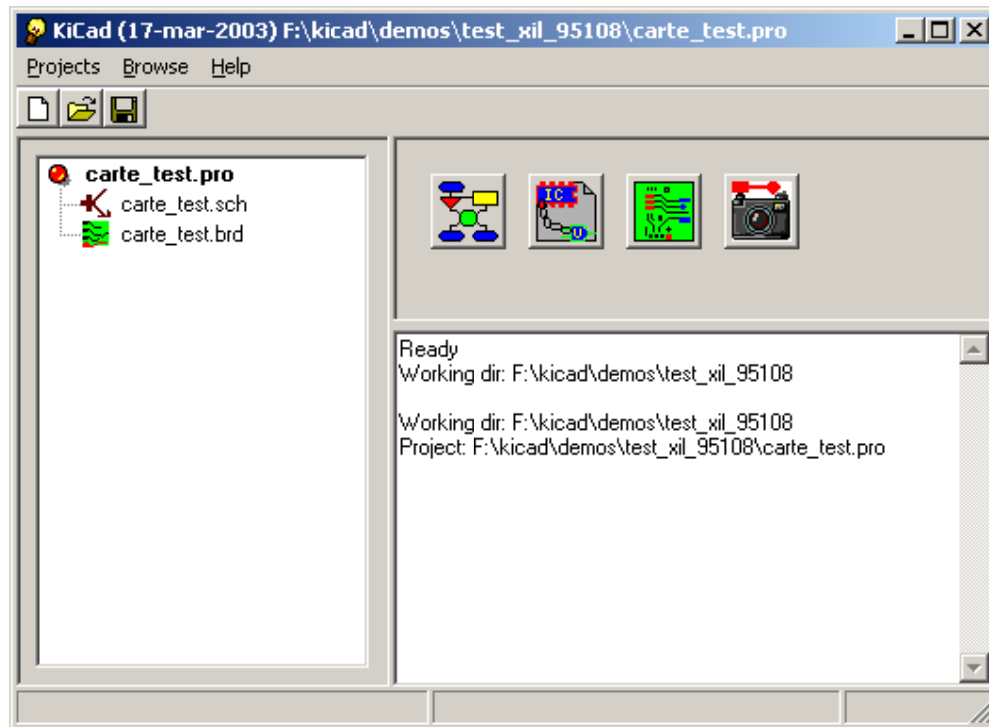 KiCad (17-mar-2003) F:\kicad\demos\test_xil_95108\carte_test.pro
Projects Browse Help
carte_test.pro
carte_test.sch
carte_test.brd
IC
U
Ready
Working dir: F:\kicad\demos\test_xil_95108
Working dir: F:\kicad\demos\test_xil_95108
Project: F:\kicad\demos\test_xil_95108\carte_test.pro